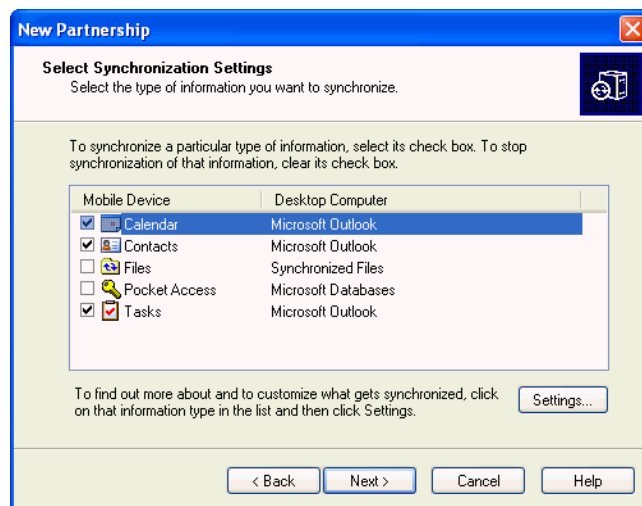 New Partnership
Select Synchronization Settings
Select the type of information you want to synchronize.
To synchronize a particular type of information, select its check box. To stop
synchronization of that information, clear its check box.
Mobile Device Desktop Computer
Calendar Microsoft Outlook
Contacts Microsoft Outlook
Files Synchronized Files
Pocket Access Microsoft Databases
Tasks Microsoft Outlook
To find out more about and to customize what gets synchronized, click
on that information type in the list and then click Settings.
Settings...
< Back Next > Cancel Help